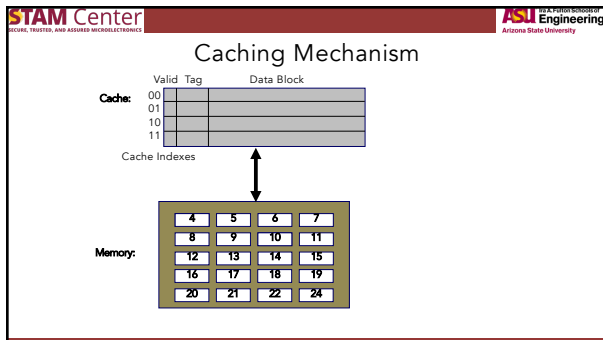 STAM Center
SECURE, TRUSTED, AND ASSURED MICROELECTRONICS
ASU Ira A. Fulton Schools of
Engineering
Arizona State University
Caching Mechanism
Valid Tag Data Block
Cache: 00
01
10
11
Cache Indexes
Memory:
4 5 6 7
8 9 10 11
12 13 14 15
16 17 18 19
20 21 22 24